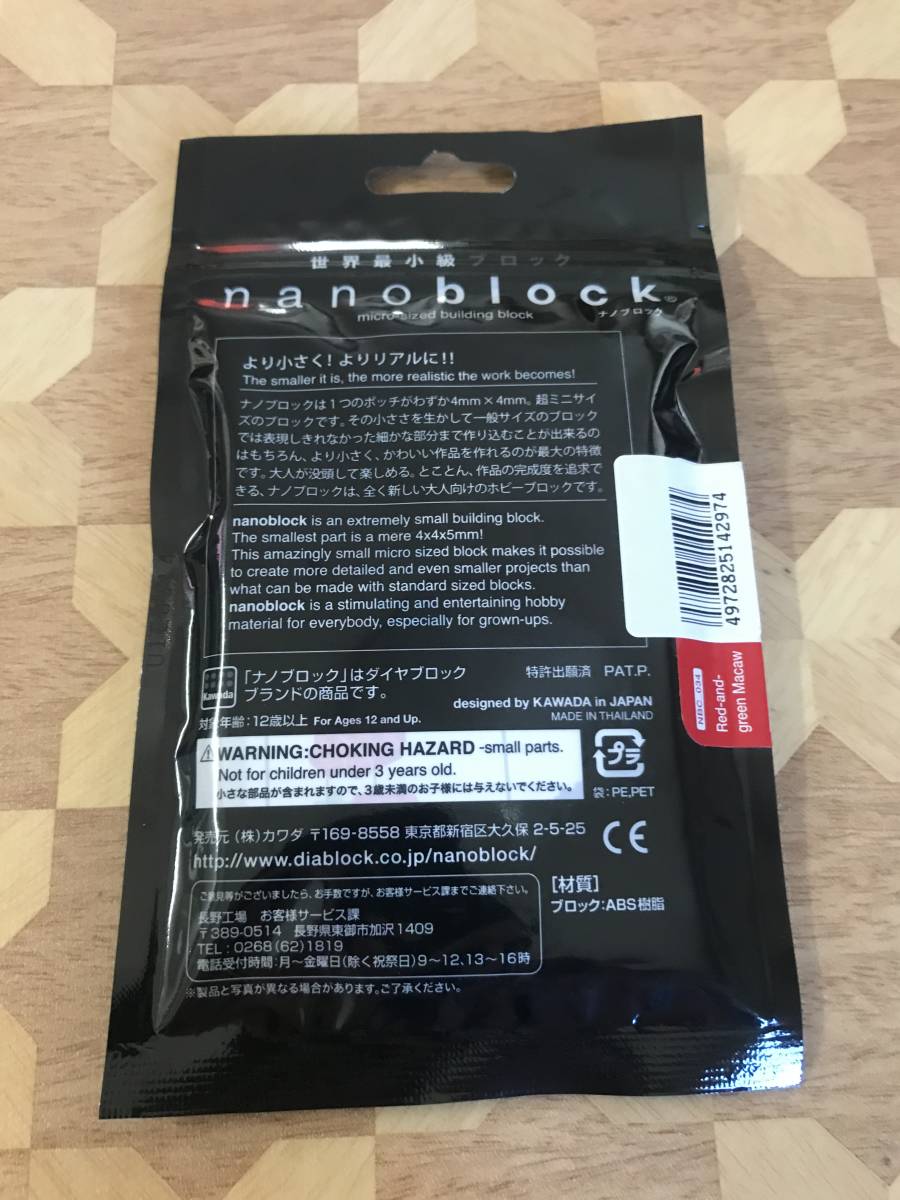 世界最小級ブロック
nanoblock®
micro-sized building block
ナノブロック
より小さく!よりリアルに!!
The smaller it is, the more realistic the work becomes!
ナノブロックは1つのポッチがわずか4mm×4mm。超ミニサイ
ズのブロックです。その小ささを生かして一般サイズのブロック
では表現しきれなかった細かな部分まで作り込むことが出来るの
はもちろん、より小さく、かわいい作品を作れるのが最大の特徴
です。大人が没頭して楽しめる。とことん、作品の完成度を追求で
きる、ナノブロックは、全く新しい大人向けのホビーブロックです。
nanoblock is an extremely small building block.
The smallest part is a mere 4x4x5mm!
This amazingly small micro sized block makes it possible
to create more detailed and even smaller projects than
what can be made with standard sized blocks.
nanoblock is a stimulating and entertaining hobby
material for everybody, especially for grown-ups.
4972825142974
NBC_034
Red-and-
green Macaw
Kawada
「ナノブロック」はダイヤブロック
ブランドの商品です。
特許出願済 PAT.P.
designed by KAWADA in JAPAN
MADE IN THAILAND
対象年齢:12歳以上 For Ages 12 and Up.
WARNING:CHOKING HAZARD -small parts.
Not for children under 3 years old.
小さな部品が含まれますので、3歳未満のお子様には与えないでください。
プラ
袋:PE,PET
発売元 (株)カワダ 〒169-8558 東京都新宿区大久保 2-5-25
http://www.diablock.co.jp/nanoblock/
CE
ご意見等がございましたら、お手数ですが、お客様サービス課までご連絡下さい。
長野工場 お客様サービス課
〒389-0514 長野県東御市加沢1409
TEL:0268(62)1819
電話受付時間:月~金曜日(除く祝祭日)9~12,13~16時
[材質]
ブロック:ABS樹脂
※製品と写真が異なる場合があります。ご了承ください。